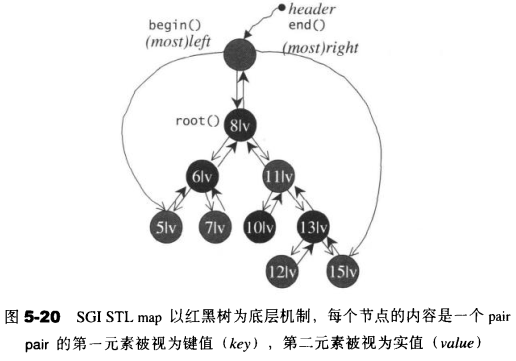 header
begin()
end()
(most)left
(most)right
root()
8|v
6|v
11|v
5|v
7|v
10|v
13|v
12|v
15|v
图 5-20 SGI STL map 以红黑树为底层机制，每个节点的内容是一个 pair
pair 的第一元素被视为键值（key），第二元素被视为实值（value）